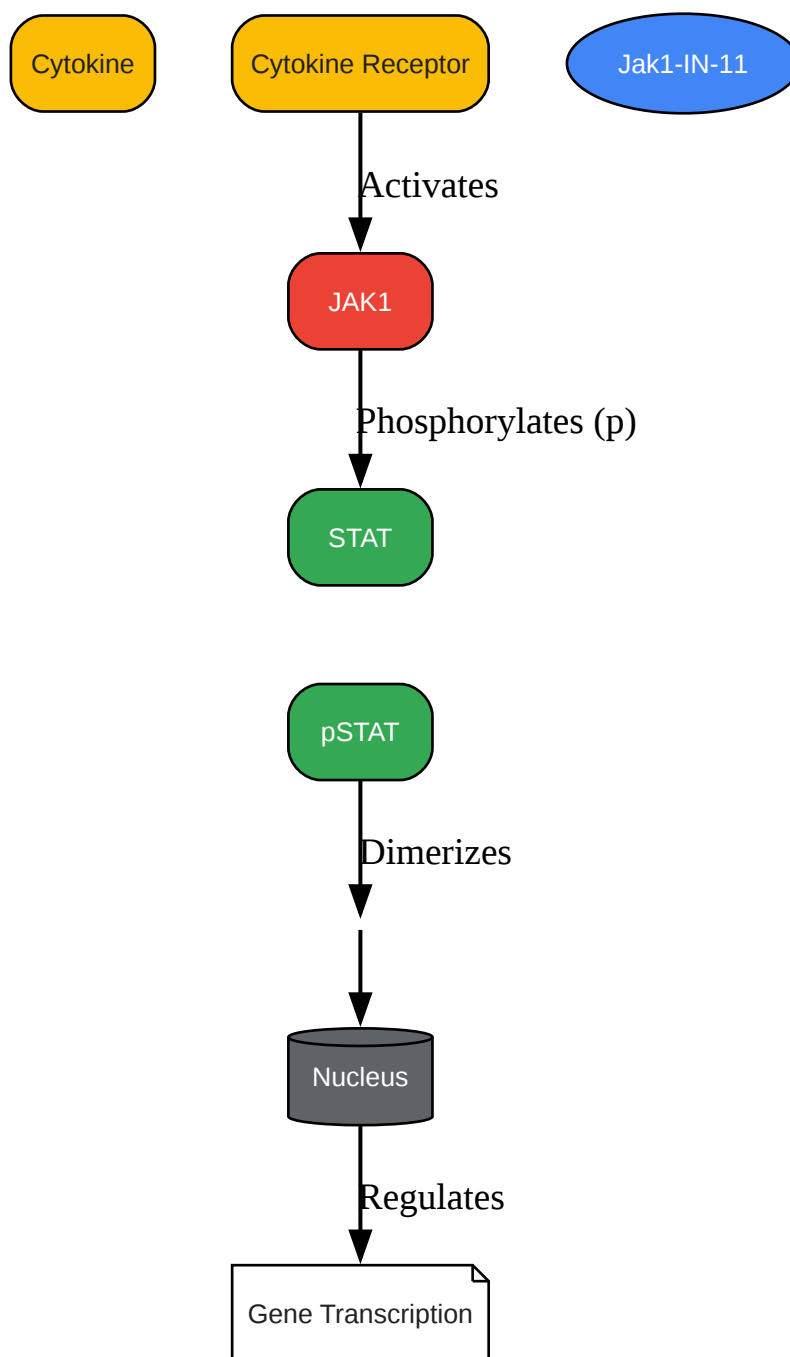 Cytokine
Cytokine Receptor
Jak1-IN-11
Activates
JAK1
Phosphorylates (p)
STAT
pSTAT
Dimerizes
Nucleus
Regulates
Gene Transcription